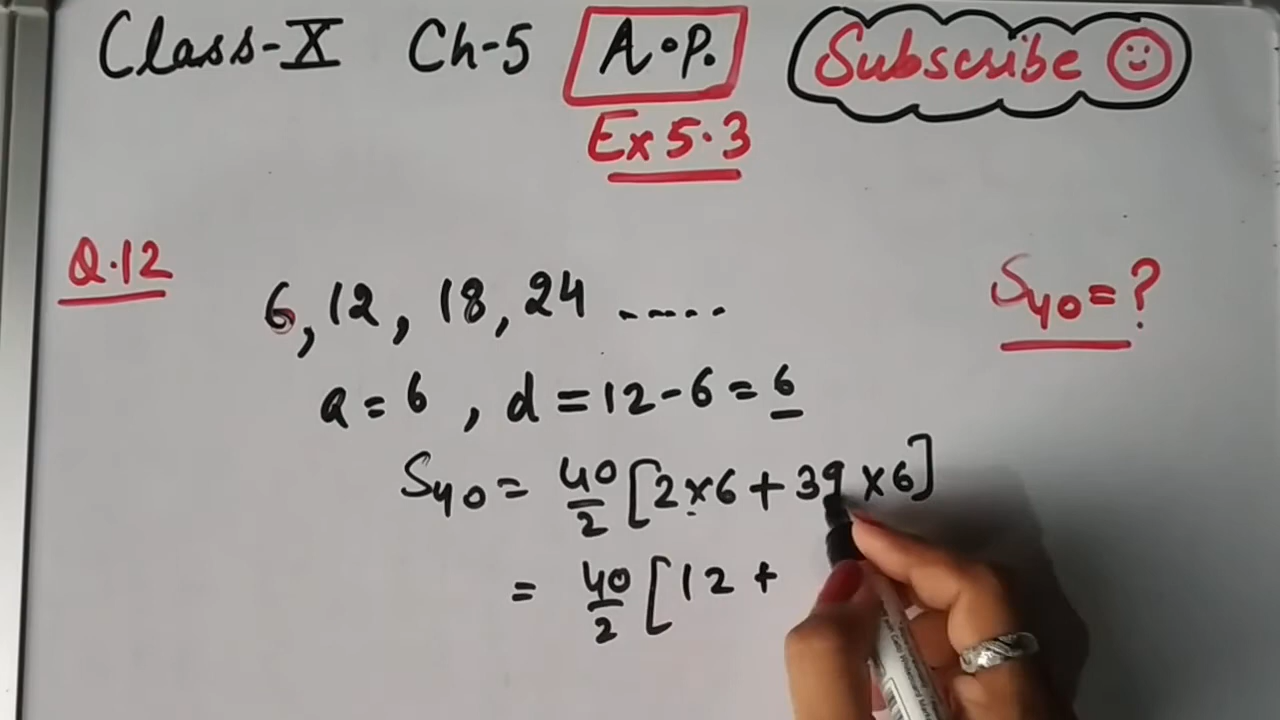 Class-X Ch-5 A.P. Subscribe
Ex 5.3
Q.12
6, 12, 18, 24 ..... S₄₀ = ?
a = 6 , d = 12 - 6 = 6
S₄₀ = 40/2 [2×6 + 39 ×6]
= 40/2 [12 +